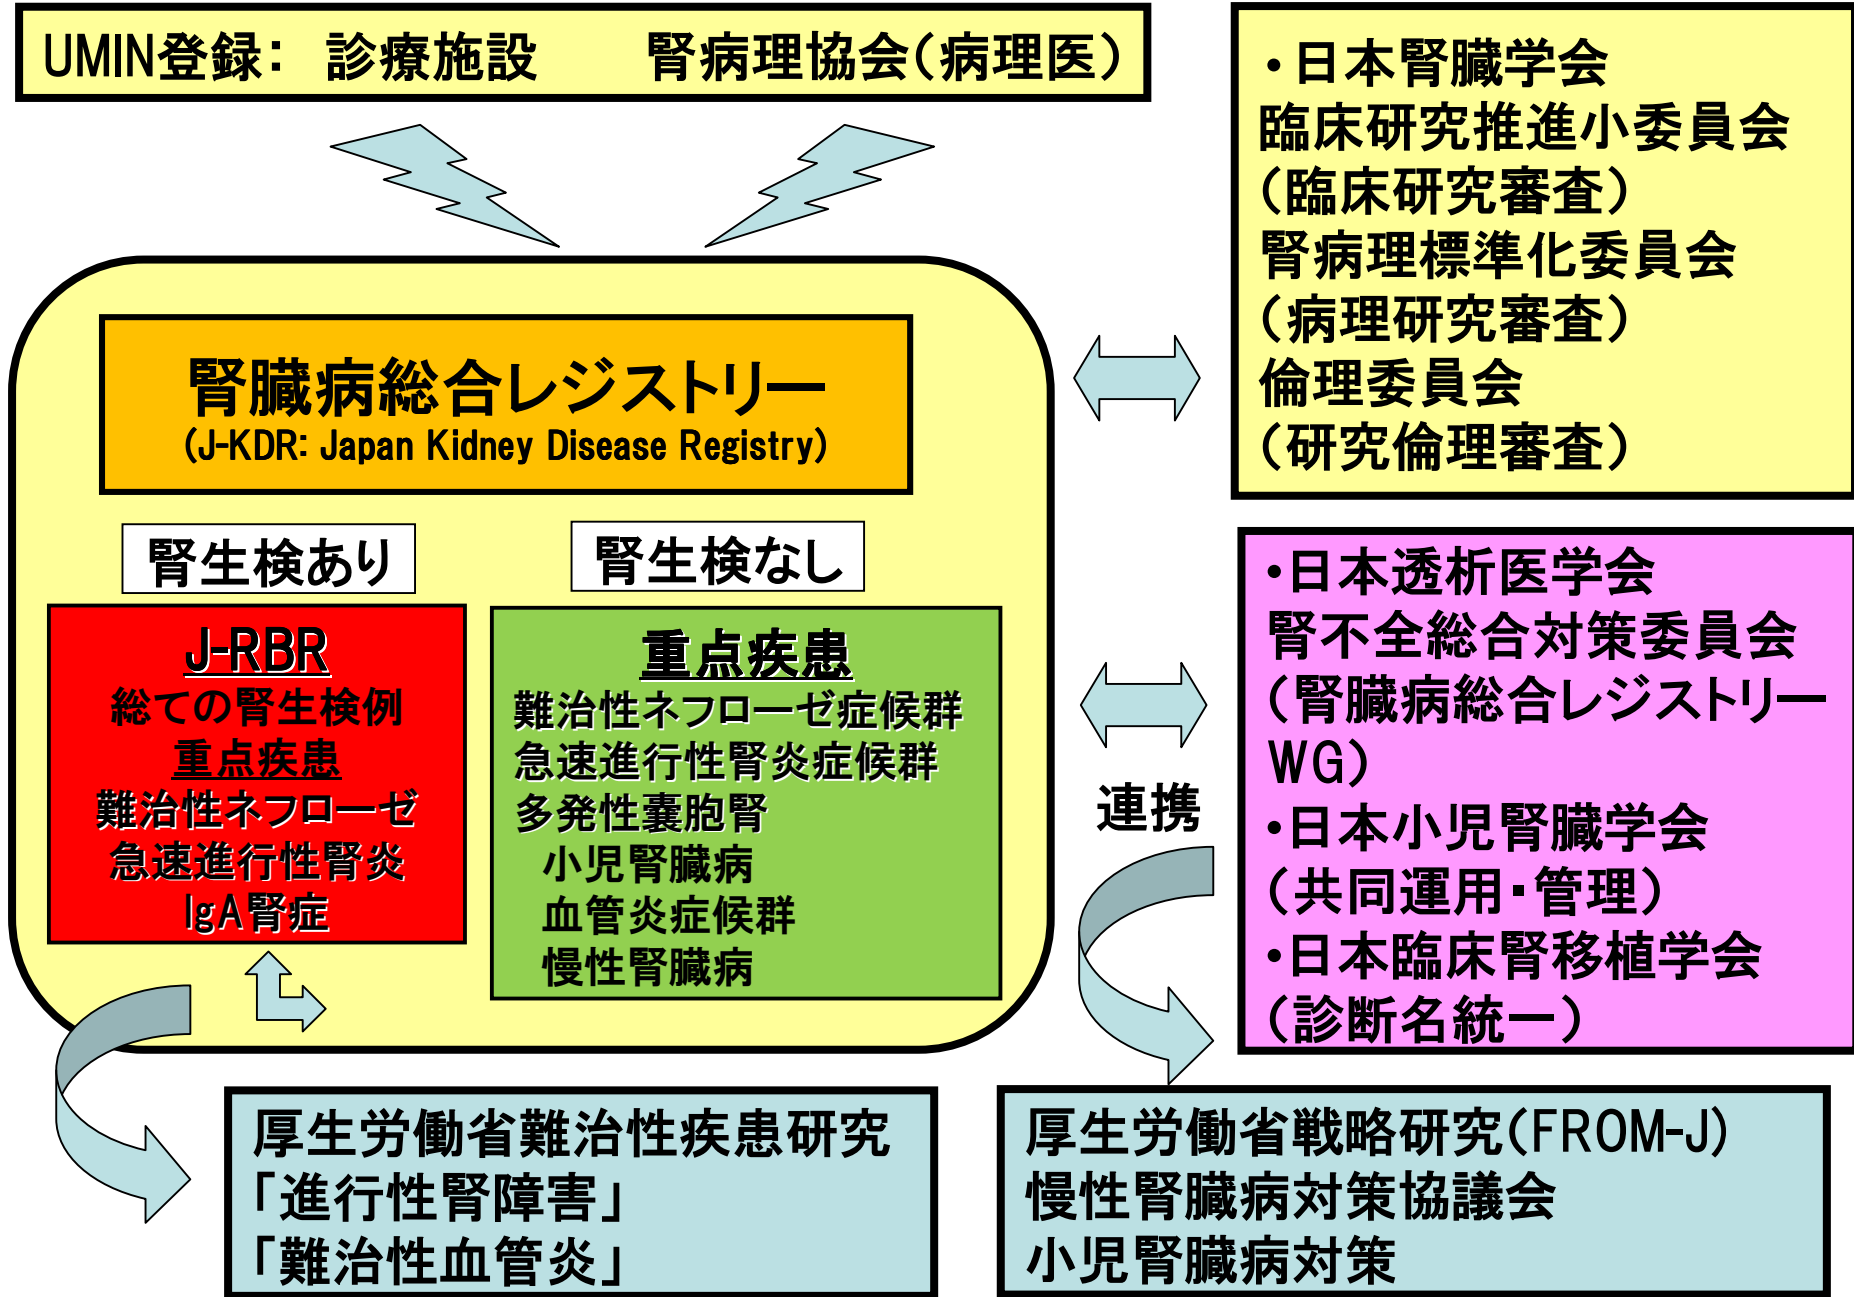 UMIN登録： 診療施設　　腎病理協会（病理医）
・日本腎臓学会
臨床研究推進小委員会
（臨床研究審査）
腎病理標準化委員会
（病理研究審査）
倫理委員会
（研究倫理審査）
腎臓病総合レジストリー
(J-KDR: Japan Kidney Disease Registry)
腎生検あり
腎生検なし
J-RBR
総ての腎生検例
重点疾患
難治性ネフローゼ
急速進行性腎炎
IgA腎症
重点疾患
難治性ネフローゼ症候群
急速進行性腎炎症候群
多発性嚢胞腎
小児腎臓病
血管炎症候群
慢性腎臓病
連携
・日本透析医学会
腎不全総合対策委員会
（腎臓病総合レジストリー
WG）
・日本小児腎臓学会
（共同運用・管理）
・日本臨床腎移植学会
（診断名統一）
厚生労働省難治性疾患研究
「進行性腎障害」
「難治性血管炎」
厚生労働省戦略研究(FROM-J)
慢性腎臓病対策協議会
小児腎臓病対策